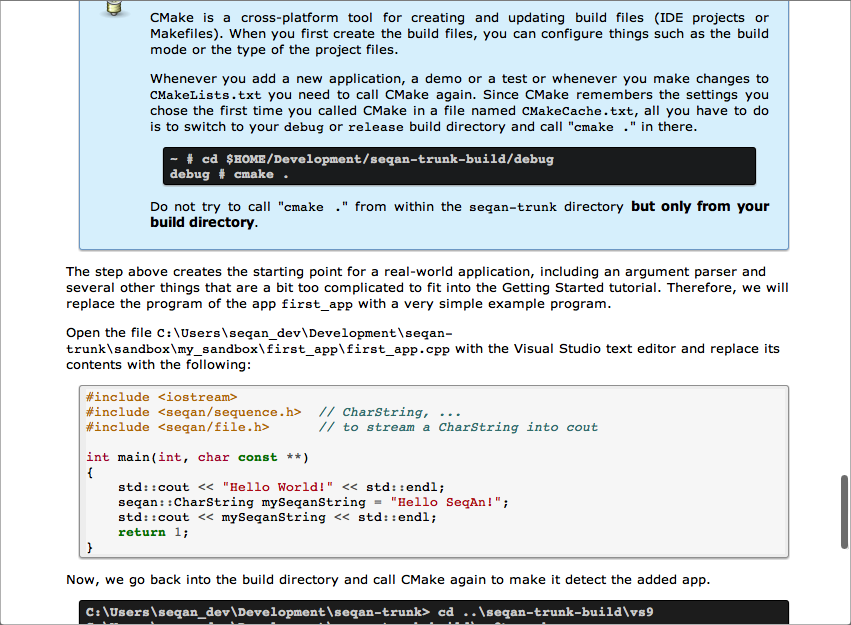 CMake is a cross-platform tool for creating and updating build files (IDE projects or
Makefiles). When you first create the build files, you can configure things such as the build
mode or the type of the project files.
Whenever you add a new application, a demo or a test or whenever you make changes to
CMakeLists.txt you need to call CMake again. Since CMake remembers the settings you
chose the first time you called CMake in a file named CMakeCache.txt, all you have to do
is to switch to your debug or release build directory and call "cmake ." in there.
~ # cd $HOME/Development/seqan-trunk-build/debug
debug # cmake .
Do not try to call "cmake ." from within the seqan-trunk directory but only from your
build directory.
The step above creates the starting point for a real-world application, including an argument parser and
several other things that are a bit too complicated to fit into the Getting Started tutorial. Therefore, we will
replace the program of the app first_app with a very simple example program.
Open the file C:\Users\seqan_dev\Development\seqan-
trunk\sandbox\my_sandbox\first_app\first_app.cpp with the Visual Studio text editor and replace its
contents with the following:
#include <iostream>
#include <seqan/sequence.h>  // CharString, ...
#include <seqan/file.h>      // to stream a CharString into cout
int main(int, char const **)
{
    std::cout << "Hello World!" << std::endl;
    seqan::CharString mySeqanString = "Hello SeqAn!";
    std::cout << mySeqanString << std::endl;
    return 1;
}
Now, we go back into the build directory and call CMake again to make it detect the added app.
C:\Users\seqan_dev\Development\seqan-trunk> cd ..\seqan-trunk-build\vs9